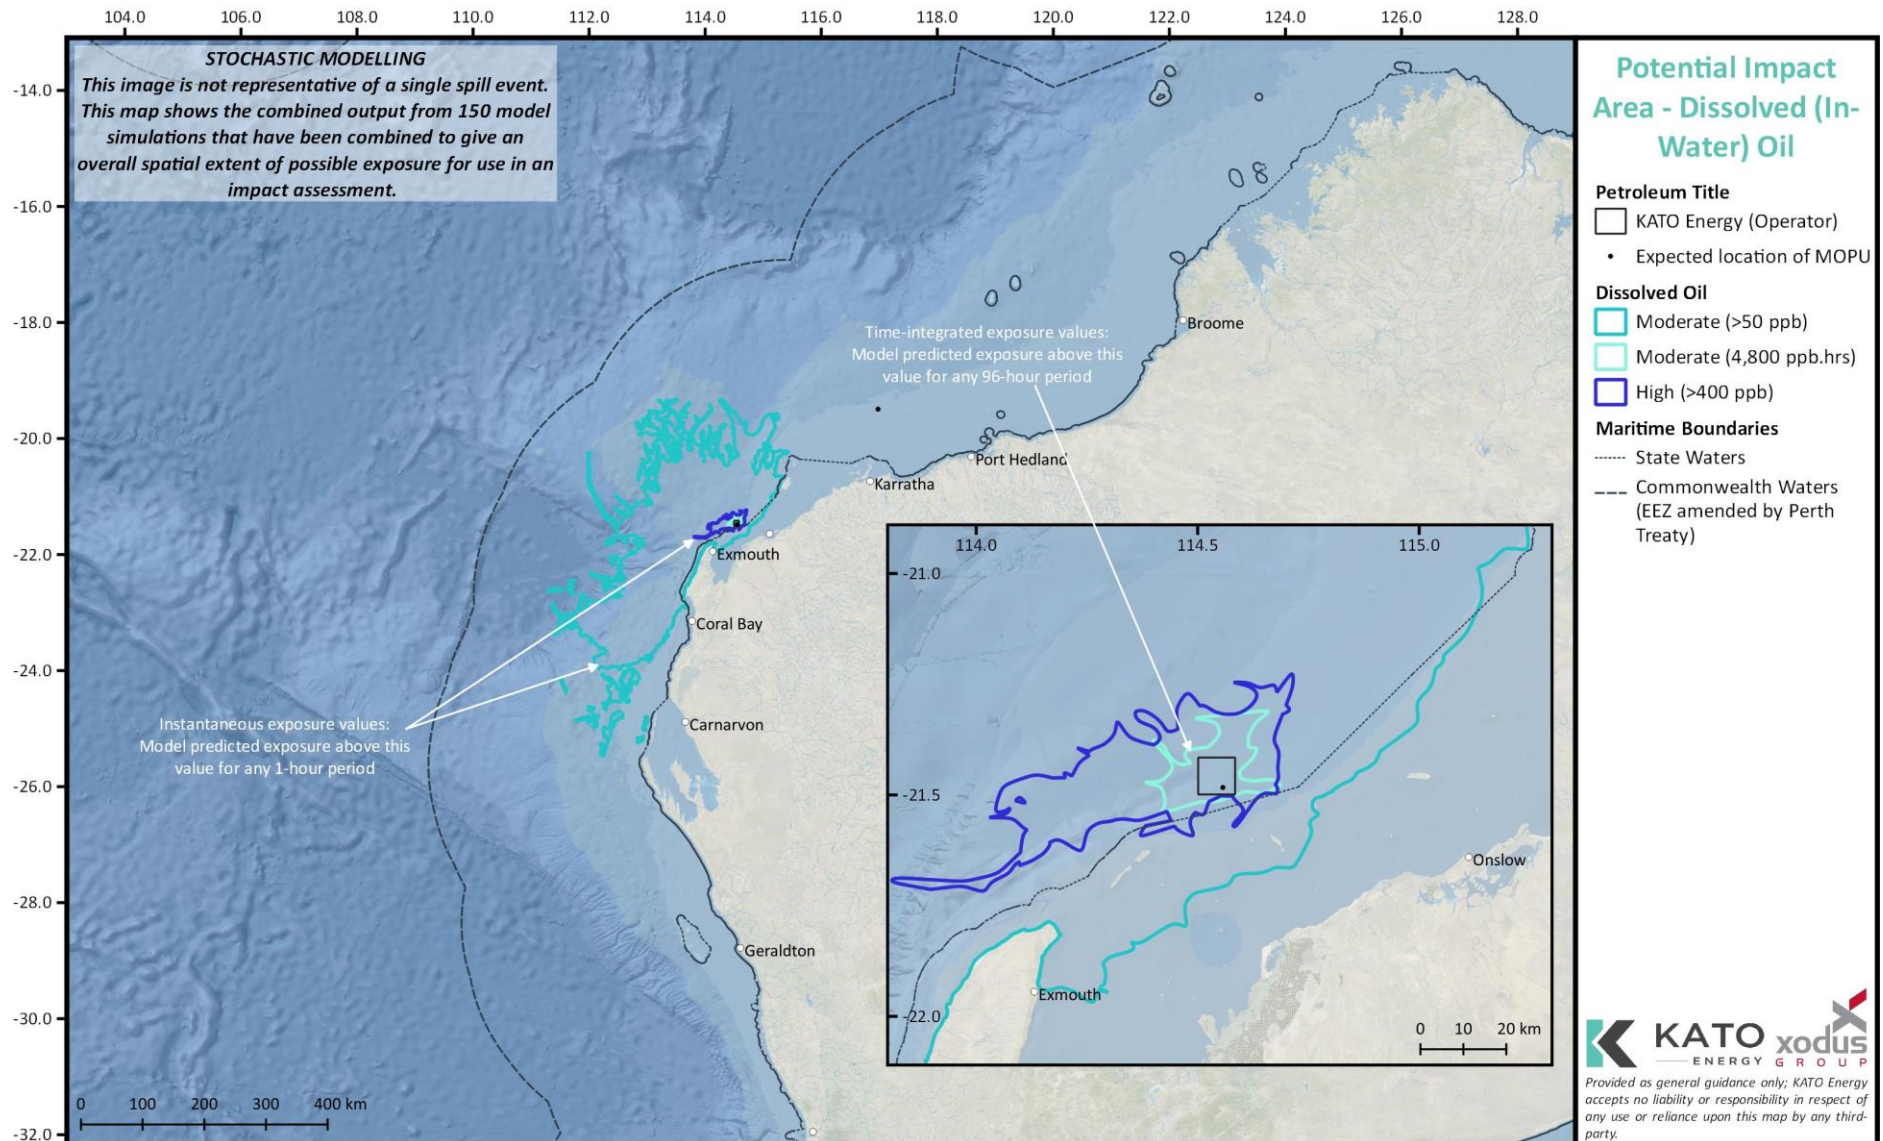 104.0 106.0 108.0 110.0 112.0 114.0 116.0 118.0 120.0 122.0 124.0 126.0 128.0
STOCHASTIC MODELLING
This image is not representative of a single spill event.
This map shows the combined output from 150 model
simulations that have been combined to give an
overall spatial extent of possible exposure for use in an
impact assessment.
-14.0
-16.0
-18.0
-20.0
-22.0
-24.0
-26.0
-28.0
-30.0
-32.0
Broome
Time-integrated exposure values:
Model predicted exposure above this
value for any 96-hour period
Port Hedland
Karratha
Exmouth
Coral Bay
Carnarvon
Instantaneous exposure values:
Model predicted exposure above this
value for any 1-hour period
Geraldton
0 100 200 300 400 km
114.0 114.5 115.0
-21.0
-21.5
-22.0
Onslow
Exmouth
0 10 20 km
Potential Impact
Area - Dissolved (In-
Water) Oil
Petroleum Title
KATO Energy (Operator)
Expected location of MOPU
Dissolved Oil
Moderate (>50 ppb)
Moderate (4,800 ppb.hrs)
High (>400 ppb)
Maritime Boundaries
State Waters
Commonwealth Waters
(EEZ amended by Perth
Treaty)
KATO
ENERGY
xodus
GROUP
Provided as general guidance only; KATO Energy
accepts no liability or responsibility in respect of
any use or reliance upon this map by any third-
party.